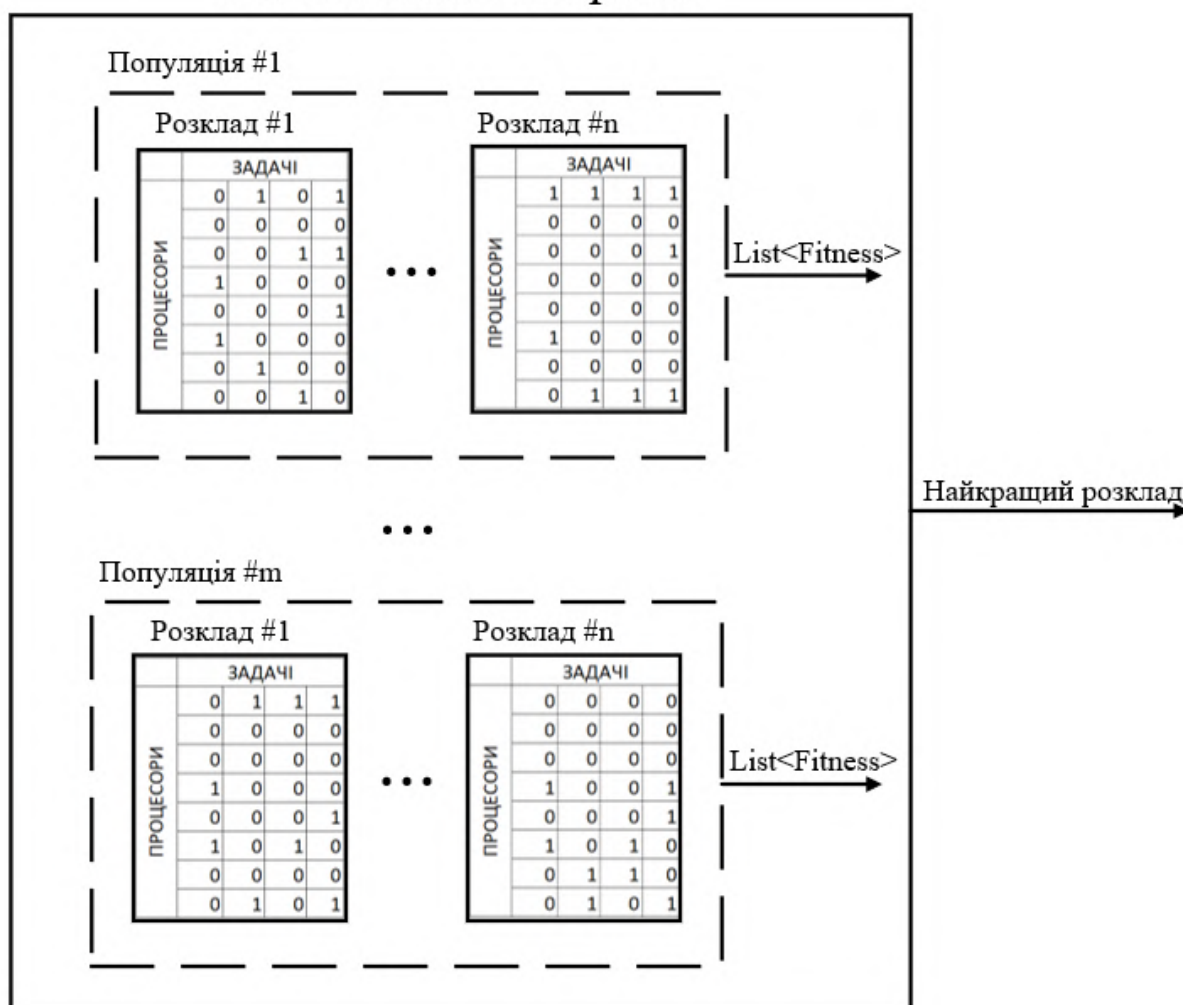 Популяція #1
Розклад #1
ЗАДАЧІ
ПРОЦЕСОРИ
0 1 0 1
0 0 0 0
0 0 1 1
1 0 0 0
0 0 0 1
1 0 0 0
0 1 0 0
0 0 1 0
...
Розклад #n
ЗАДАЧІ
ПРОЦЕСОРИ
1 1 1 1
0 0 0 0
0 0 0 1
0 0 0 0
0 0 0 0
1 0 0 0
0 0 0 0
0 1 1 1
List<Fitness>
...
Найкращий розклад
Популяція #m
Розклад #1
ЗАДАЧІ
ПРОЦЕСОРИ
0 1 1 1
0 0 0 0
0 0 0 0
1 0 0 0
0 0 0 1
1 0 1 0
0 0 0 0
0 1 0 1
...
Розклад #n
ЗАДАЧІ
ПРОЦЕСОРИ
0 0 0 0
0 0 0 0
0 0 0 0
1 0 0 1
0 0 0 1
1 0 1 0
0 1 1 0
0 1 0 1
List<Fitness>